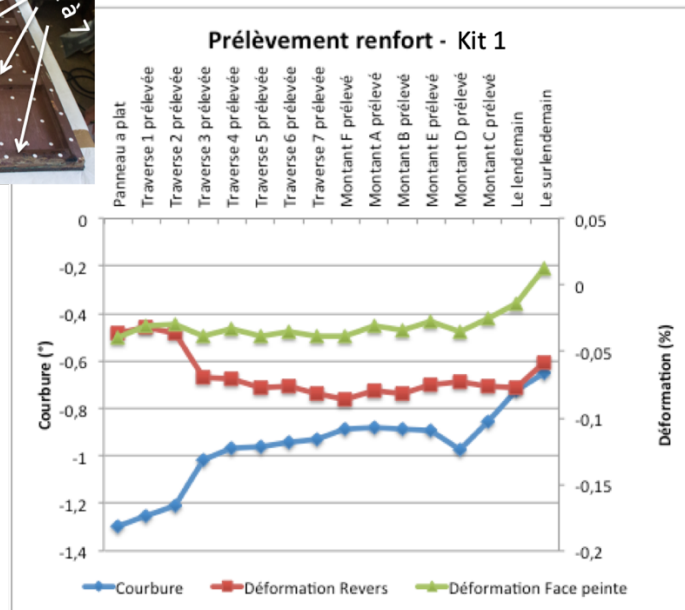 à 7
Prélèvement renfort - Kit 1
Panneau a plat
Traverse 1 prélevée
Traverse 2 prélevée
Traverse 3 prélevée
Traverse 4 prélevée
Traverse 5 prélevée
Traverse 6 prélevée
Traverse 7 prélevée
Montant F prélevé
Montant A prélevé
Montant B prélevé
Montant E prélevé
Montant D prélevé
Montant C prélevé
Le lendemain
Le surlendemain
0
-0,2
-0,4
-0,6
-0,8
-1
-1,2
-1,4
Courbure (°)
0,05
0
-0,05
-0,1
-0,15
-0,2
Déformation (%)
Courbure Déformation Revers Déformation Face peinte